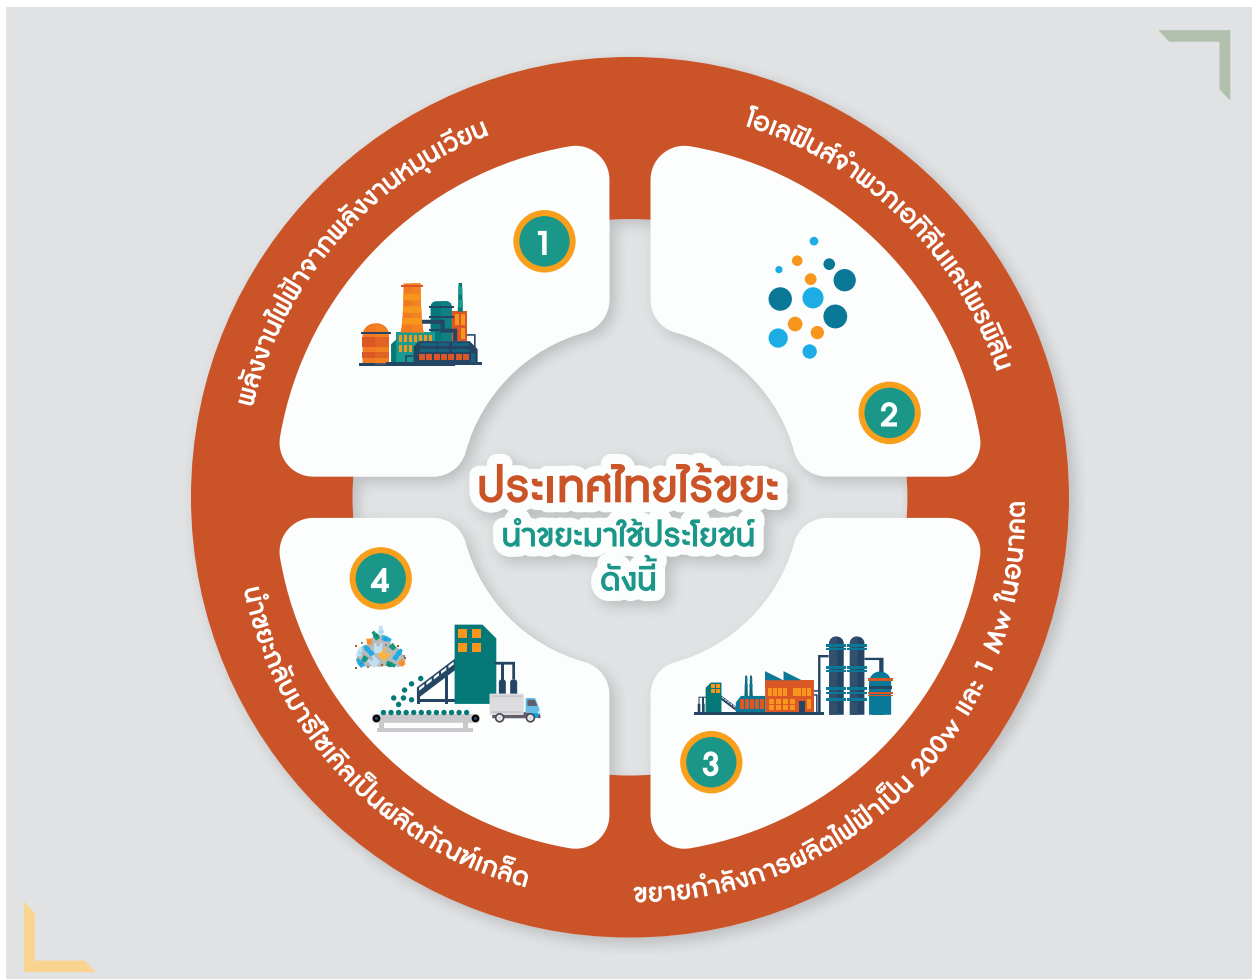 ประเทศไทยไร้ขยะ
นำขยะมาใช้ประโยชน์
ดังนี้
1
พลังงานไฟฟ้าจากพลังงานหมุนเวียน
2
โอเลฟินส์จำพวกเอทิลีนและโพรพิลีน
3
ขยายกำลังการผลิตไฟฟ้าเป็น 200w และ 1 Mw ในอนาคต
4
นำขยะกลับมารีไซเคิลเป็นผลิตภัณฑ์เกล็ด